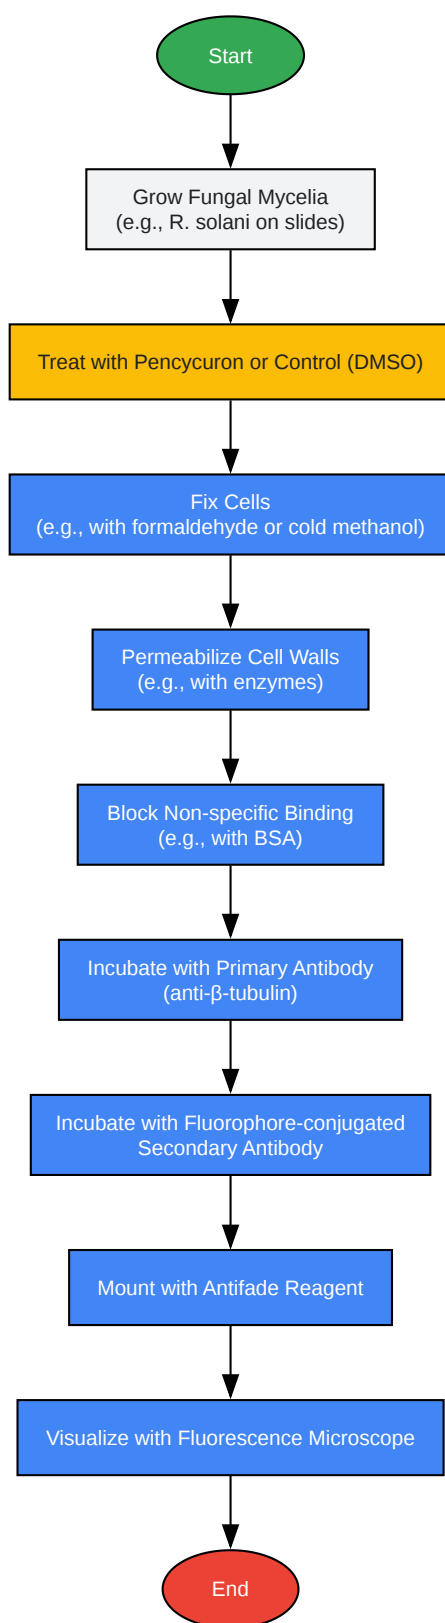 Start
Grow Fungal Mycelia
(e.g., R. solani on slides)
Treat with Pencycuron or Control (DMSO)
Fix Cells
(e.g., with formaldehyde or cold methanol)
Permeabilize Cell Walls
(e.g., with enzymes)
Block Non-specific Binding
(e.g., with BSA)
Incubate with Primary Antibody
(anti-β-tubulin)
Incubate with Fluorophore-conjugated
Secondary Antibody
Mount with Antifade Reagent
Visualize with Fluorescence Microscope
End